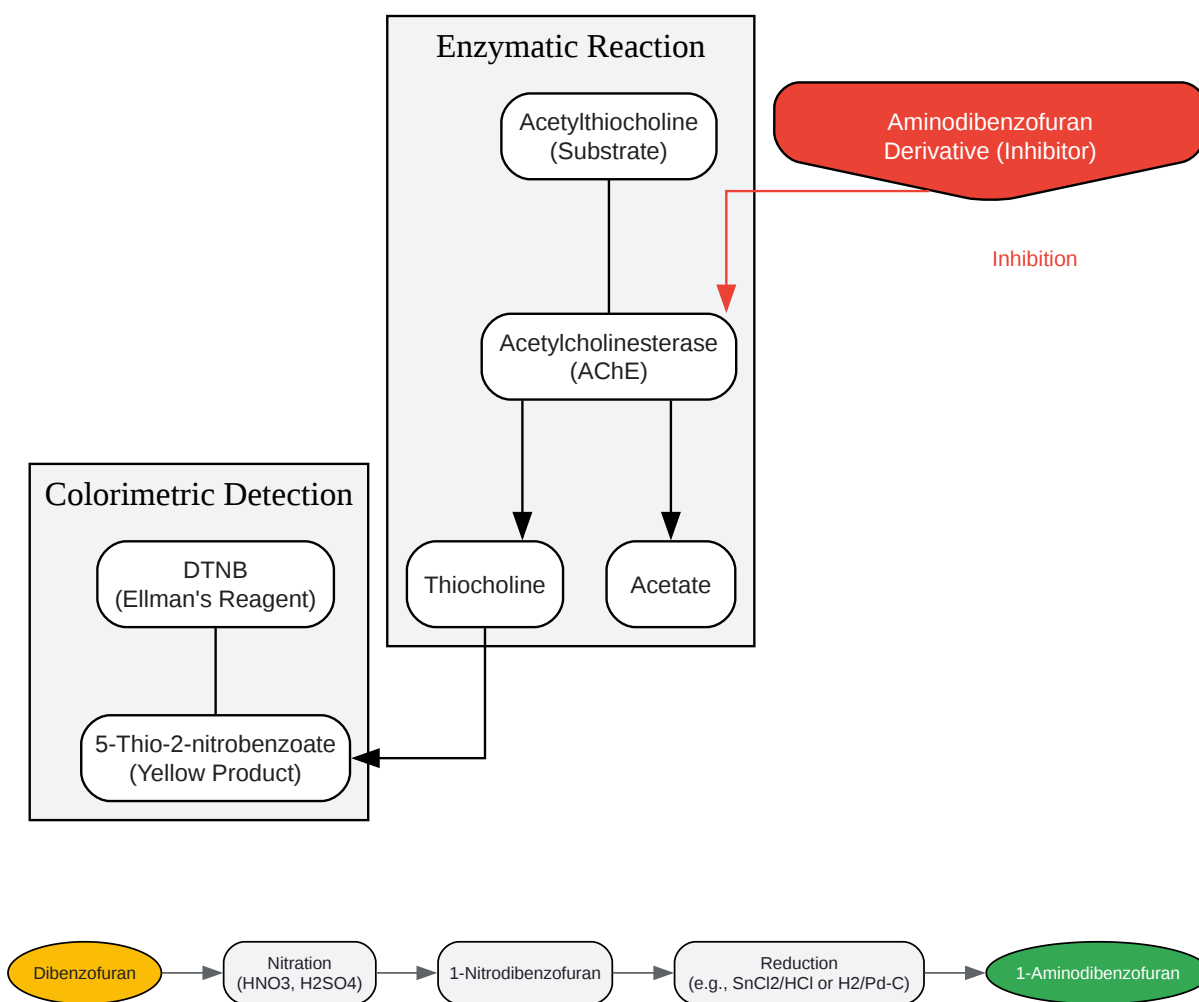 Enzymatic Reaction
Acetylthiocholine
(Substrate)
Aminodibenzofuran
Derivative (Inhibitor)
Inhibition
Acetylcholinesterase
(AChE)
Colorimetric Detection
DTNB
(Ellman's Reagent)
Thiocholine
Acetate
5-Thio-2-nitrobenzoate
(Yellow Product)
Dibenzofuran
Nitration
(HNO3, H2SO4)
1-Nitrodibenzofuran
Reduction
(e.g., SnCl2/HCl or H2/Pd-C)
1-Aminodibenzofuran